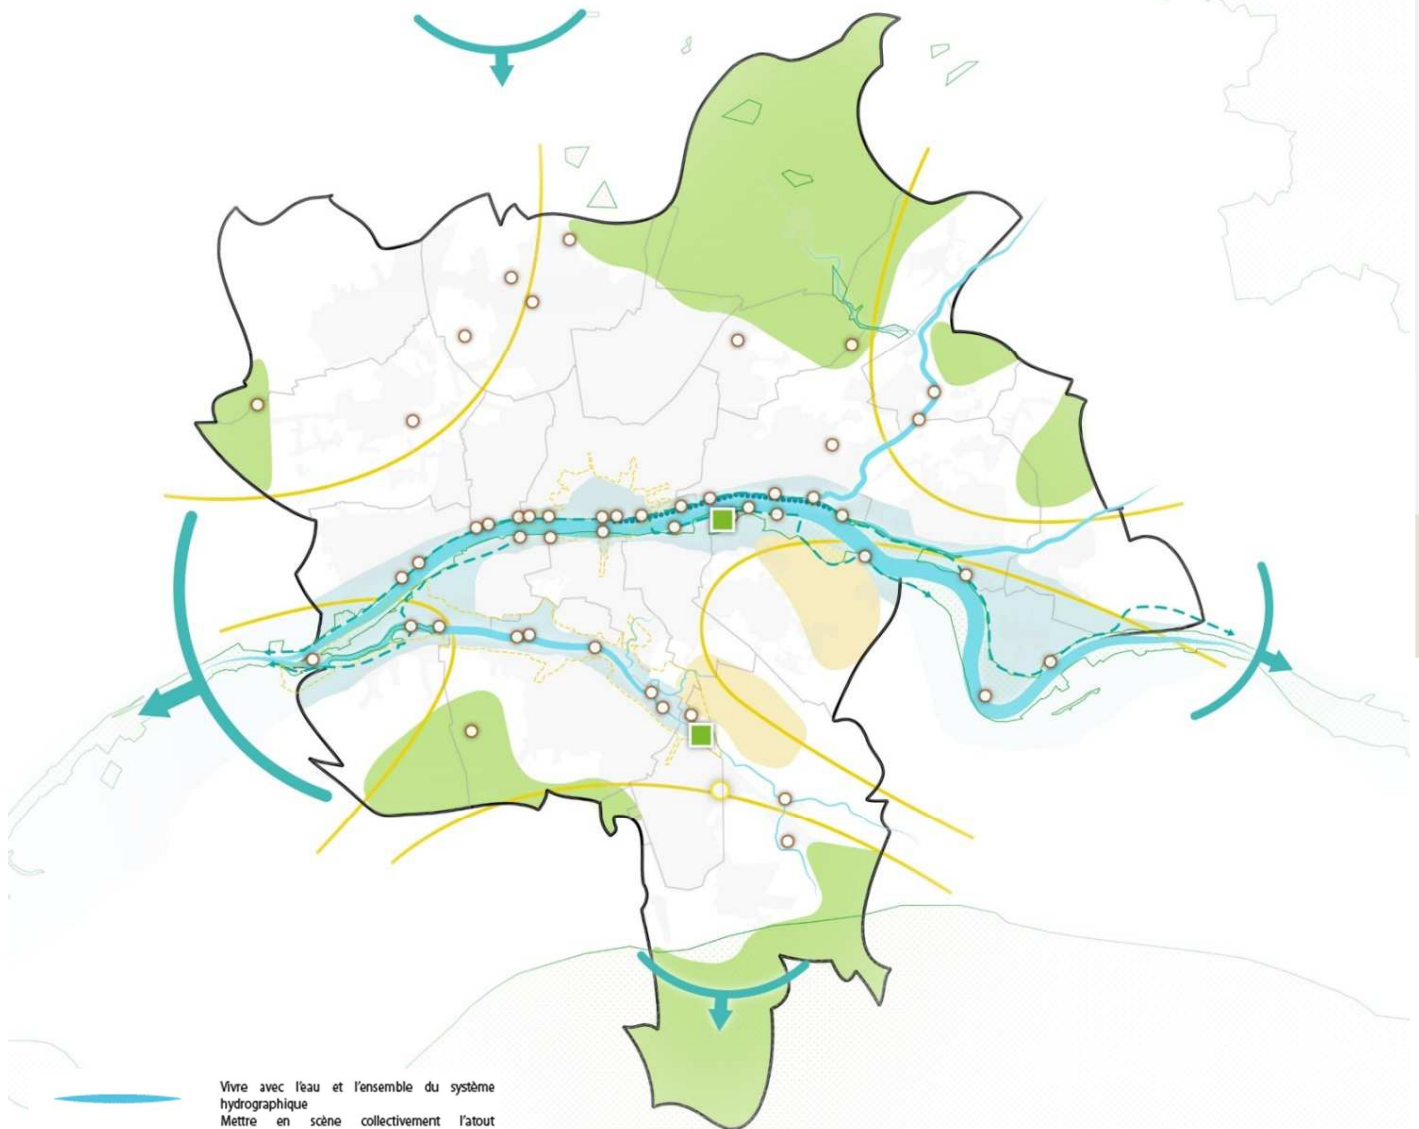 Vivre avec l'eau et l'ensemble du système
hydrographique
Mettre en scène collectivement l'atout